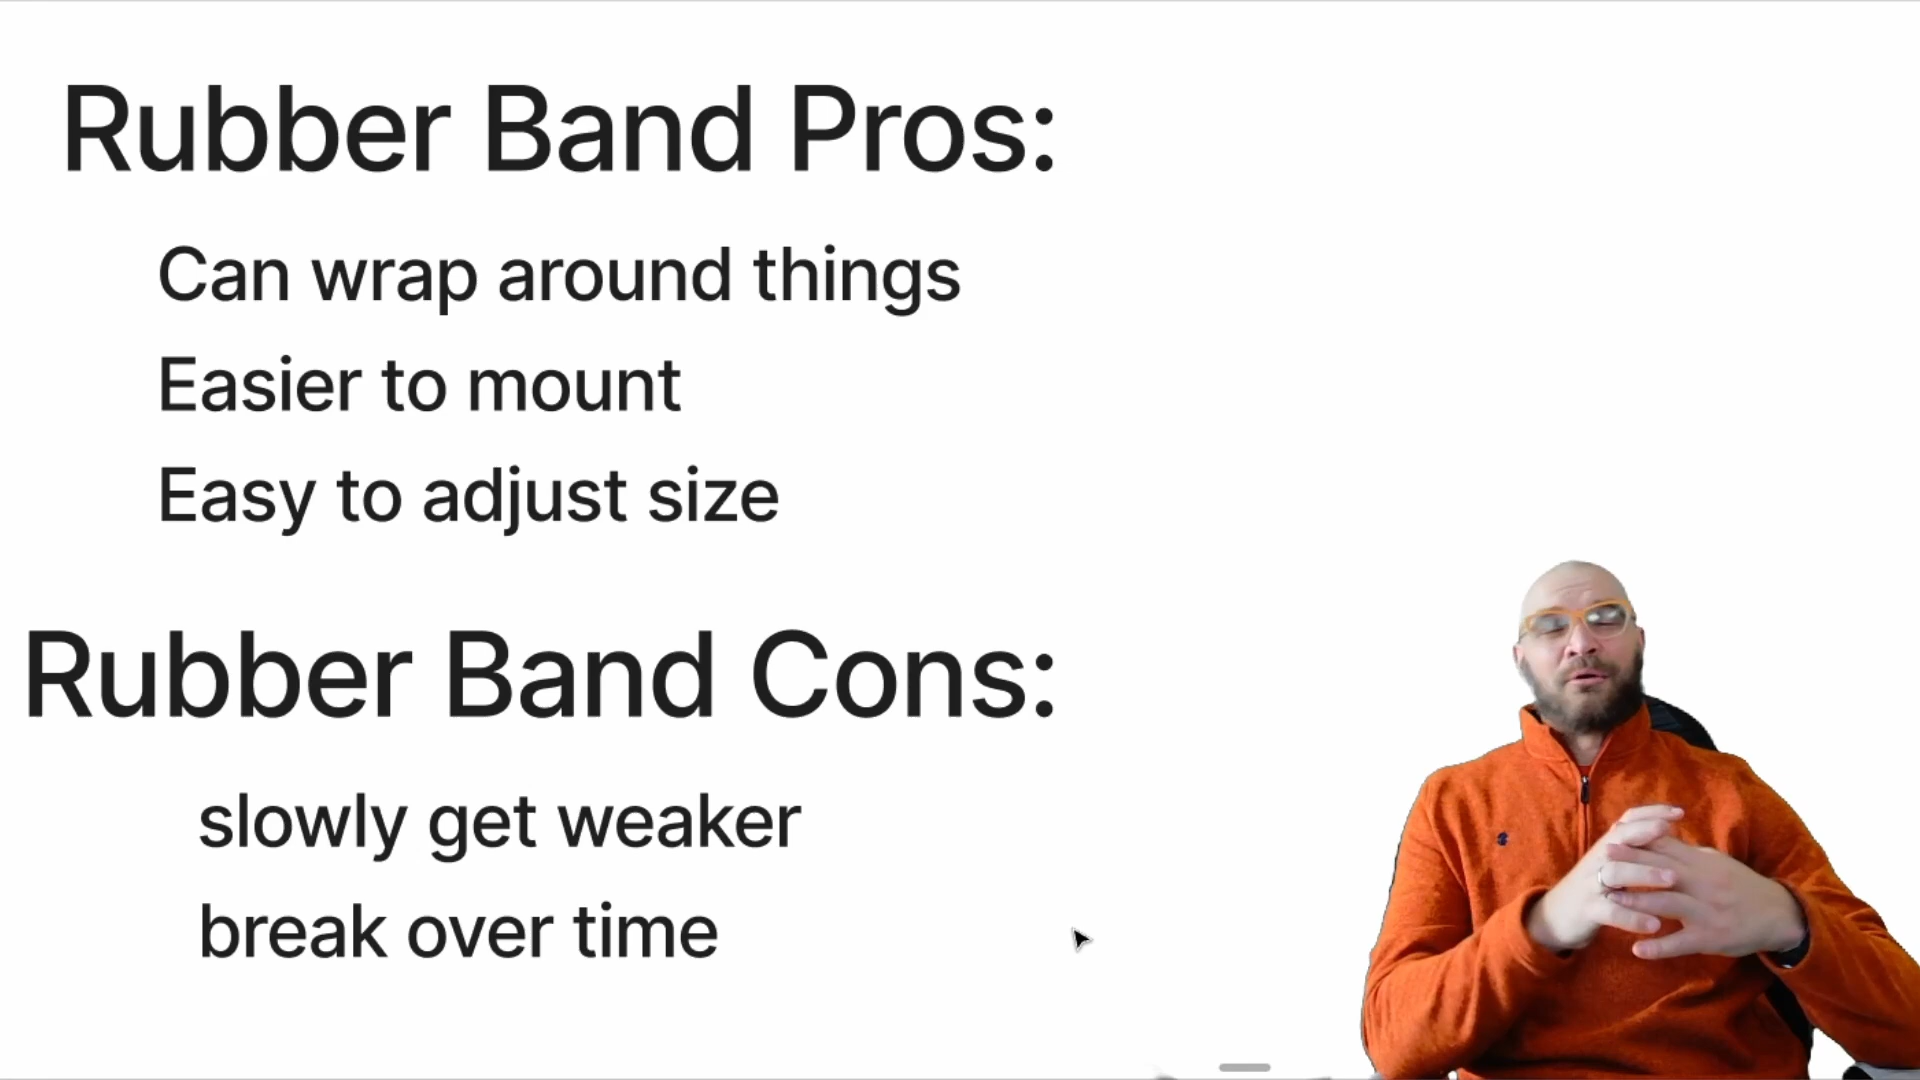 Rubber Band Pros:
Can wrap around things
Easier to mount
Easy to adjust size
Rubber Band Cons:
slowly get weaker
break over time